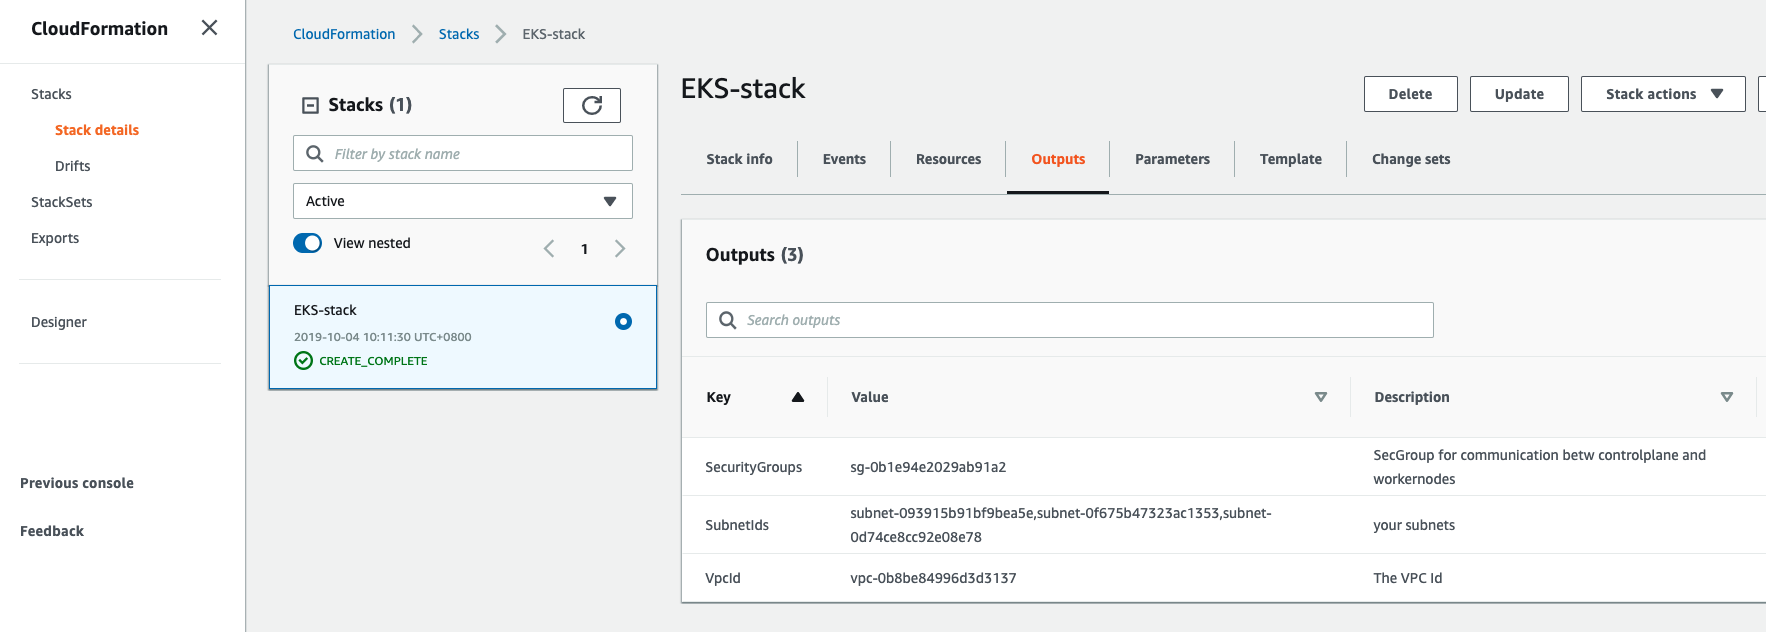 CloudFormation
Stacks
Stack details
Drifts
StackSets
Exports
Designer
Previous console
Feedback
CloudFormation
Stacks
EKS-stack
Stacks (1)
Filter by stack name
Active
View nested
1
EKS-stack
2019-10-04 10:11:30 UTC+0800
CREATE_COMPLETE
EKS-stack
Delete
Update
Stack actions
Stack info
Events
Resources
Outputs
Parameters
Template
Change sets
Outputs (3)
Search outputs
Key
Value
Description
SecurityGroups
sg-0b1e94e2029ab91a2
SecGroup for communication betw controlplane and
workernodes
SubnetIds
subnet-093915b91bf9bea5e,subnet-0f675b47323ac1353,subnet-
0d74ce8cc92e08e78
your subnets
VpcId
vpc-0b8be84996d3d3137
The VPC Id